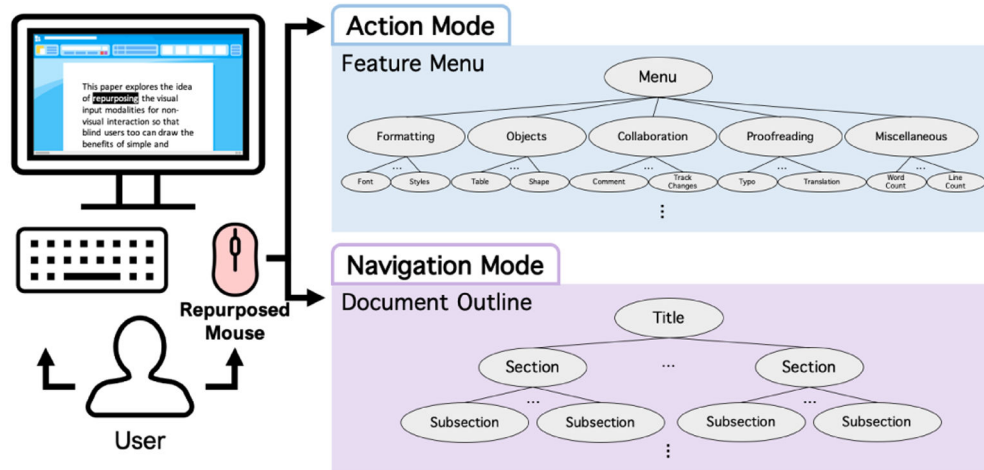 This paper explores the idea
of repurposing the visual
input modalities for non-
visual interaction so that
blind users too can draw the
benefits of simple and
Repurposed
Mouse
User
Action Mode
Feature Menu
Menu
Formatting Objects Collaboration Proofreading Miscellaneous
... ... ... ... ...
Font Styles Table Shape Comment Track Changes Typo Translation Word Count Line Count
...
Navigation Mode
Document Outline
Title
Section ... Section
... ...
Subsection Subsection Subsection Subsection
...